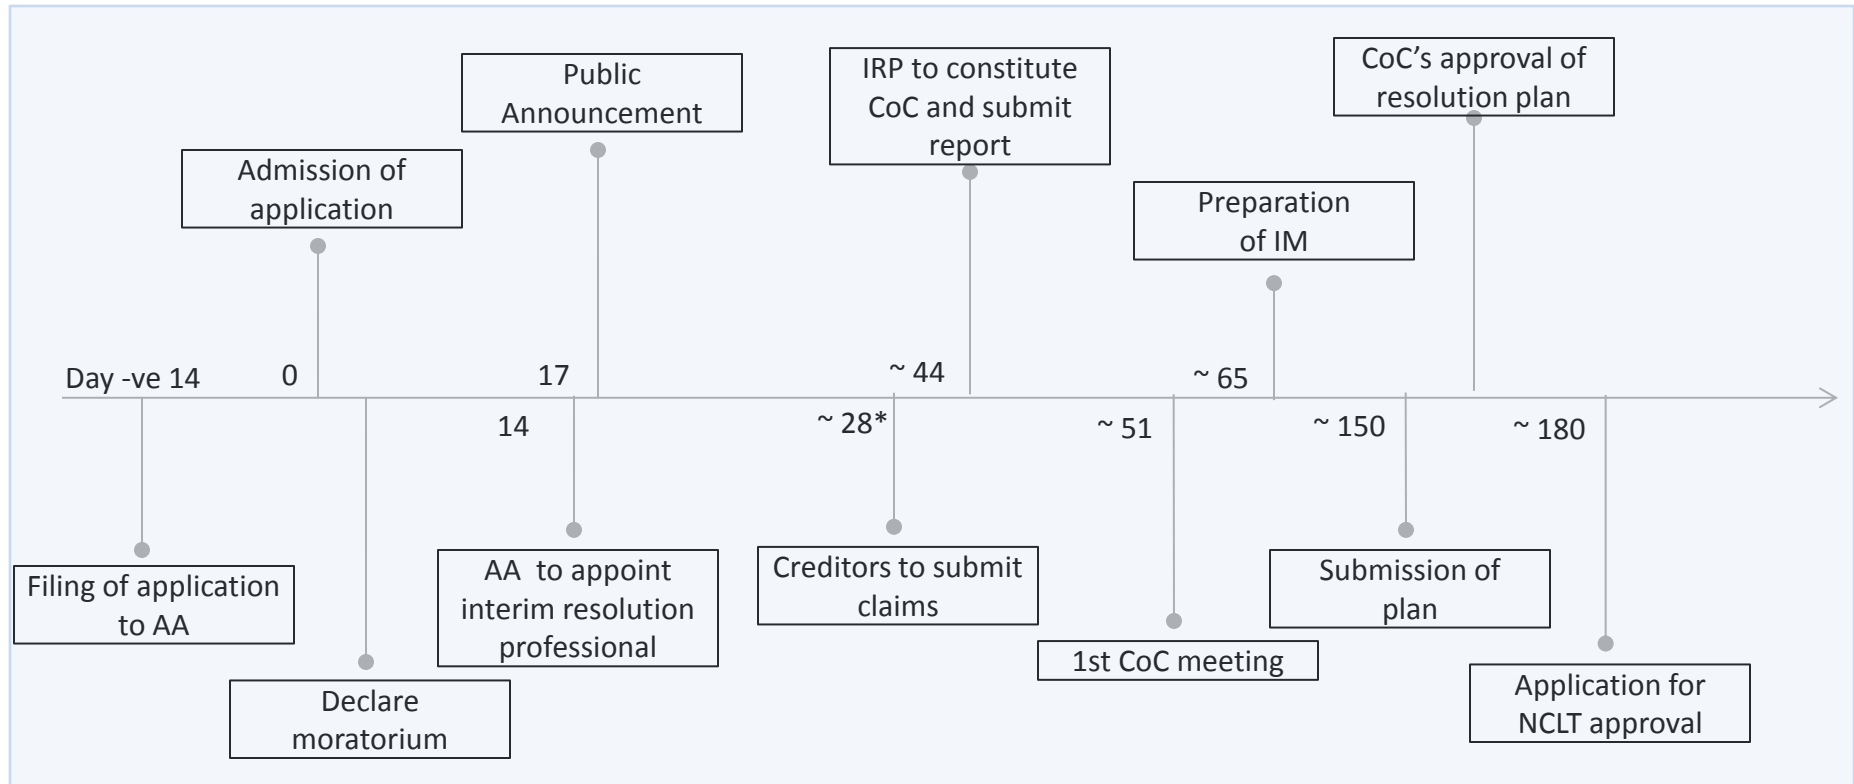 CoC’s approval of
resolution plan
IRP to constitute
CoC and submit
report
Public
Announcement
Admission of
application
Preparation
of IM
Day -ve 14
0
17
~ 44
~ 65
14
~ 28*
~ 51
~ 150
~ 180
Filing of application
to AA
AA to appoint
interim resolution
professional
Creditors to submit
claims
Submission of
plan
1st CoC meeting
Declare
moratorium
Application for
NCLT approval